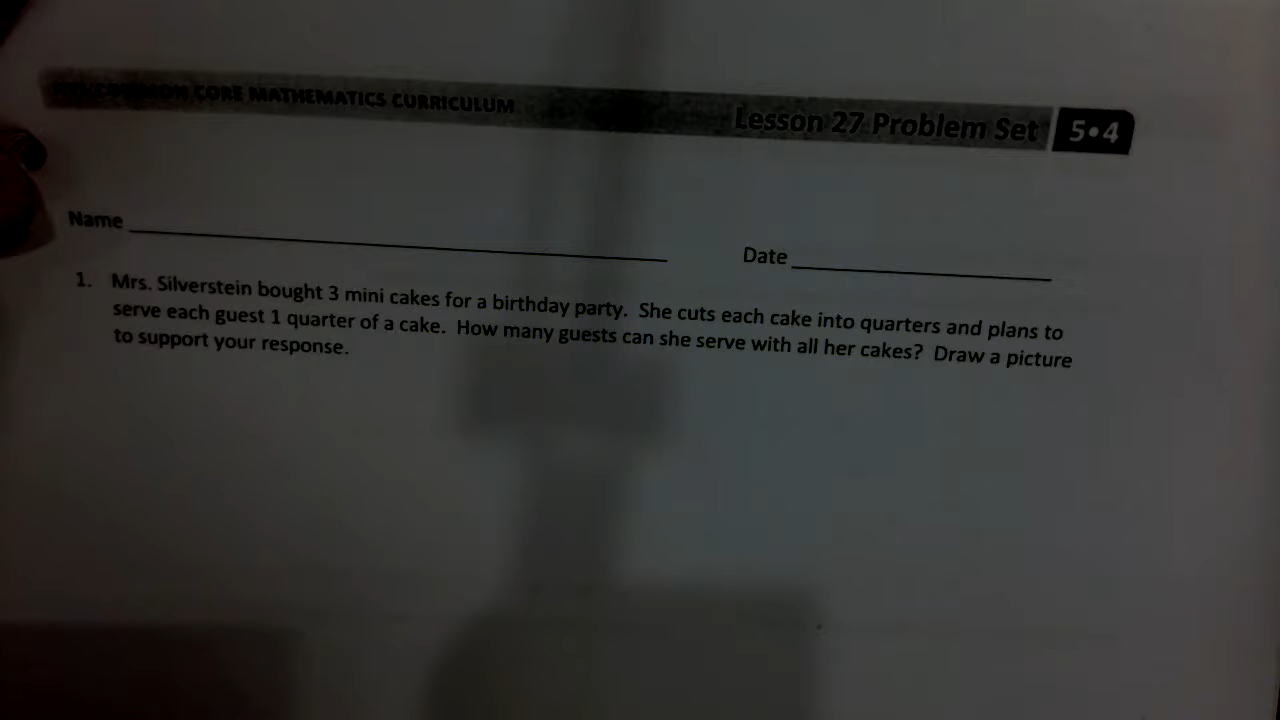 COMMON CORE MATHEMATICS CURRICULUM
Lesson 27 Problem Set 5•4
Name
Date
1. Mrs. Silverstein bought 3 mini cakes for a birthday party. She cuts each cake into quarters and plans to
serve each guest 1 quarter of a cake. How many guests can she serve with all her cakes? Draw a picture
to support your response.